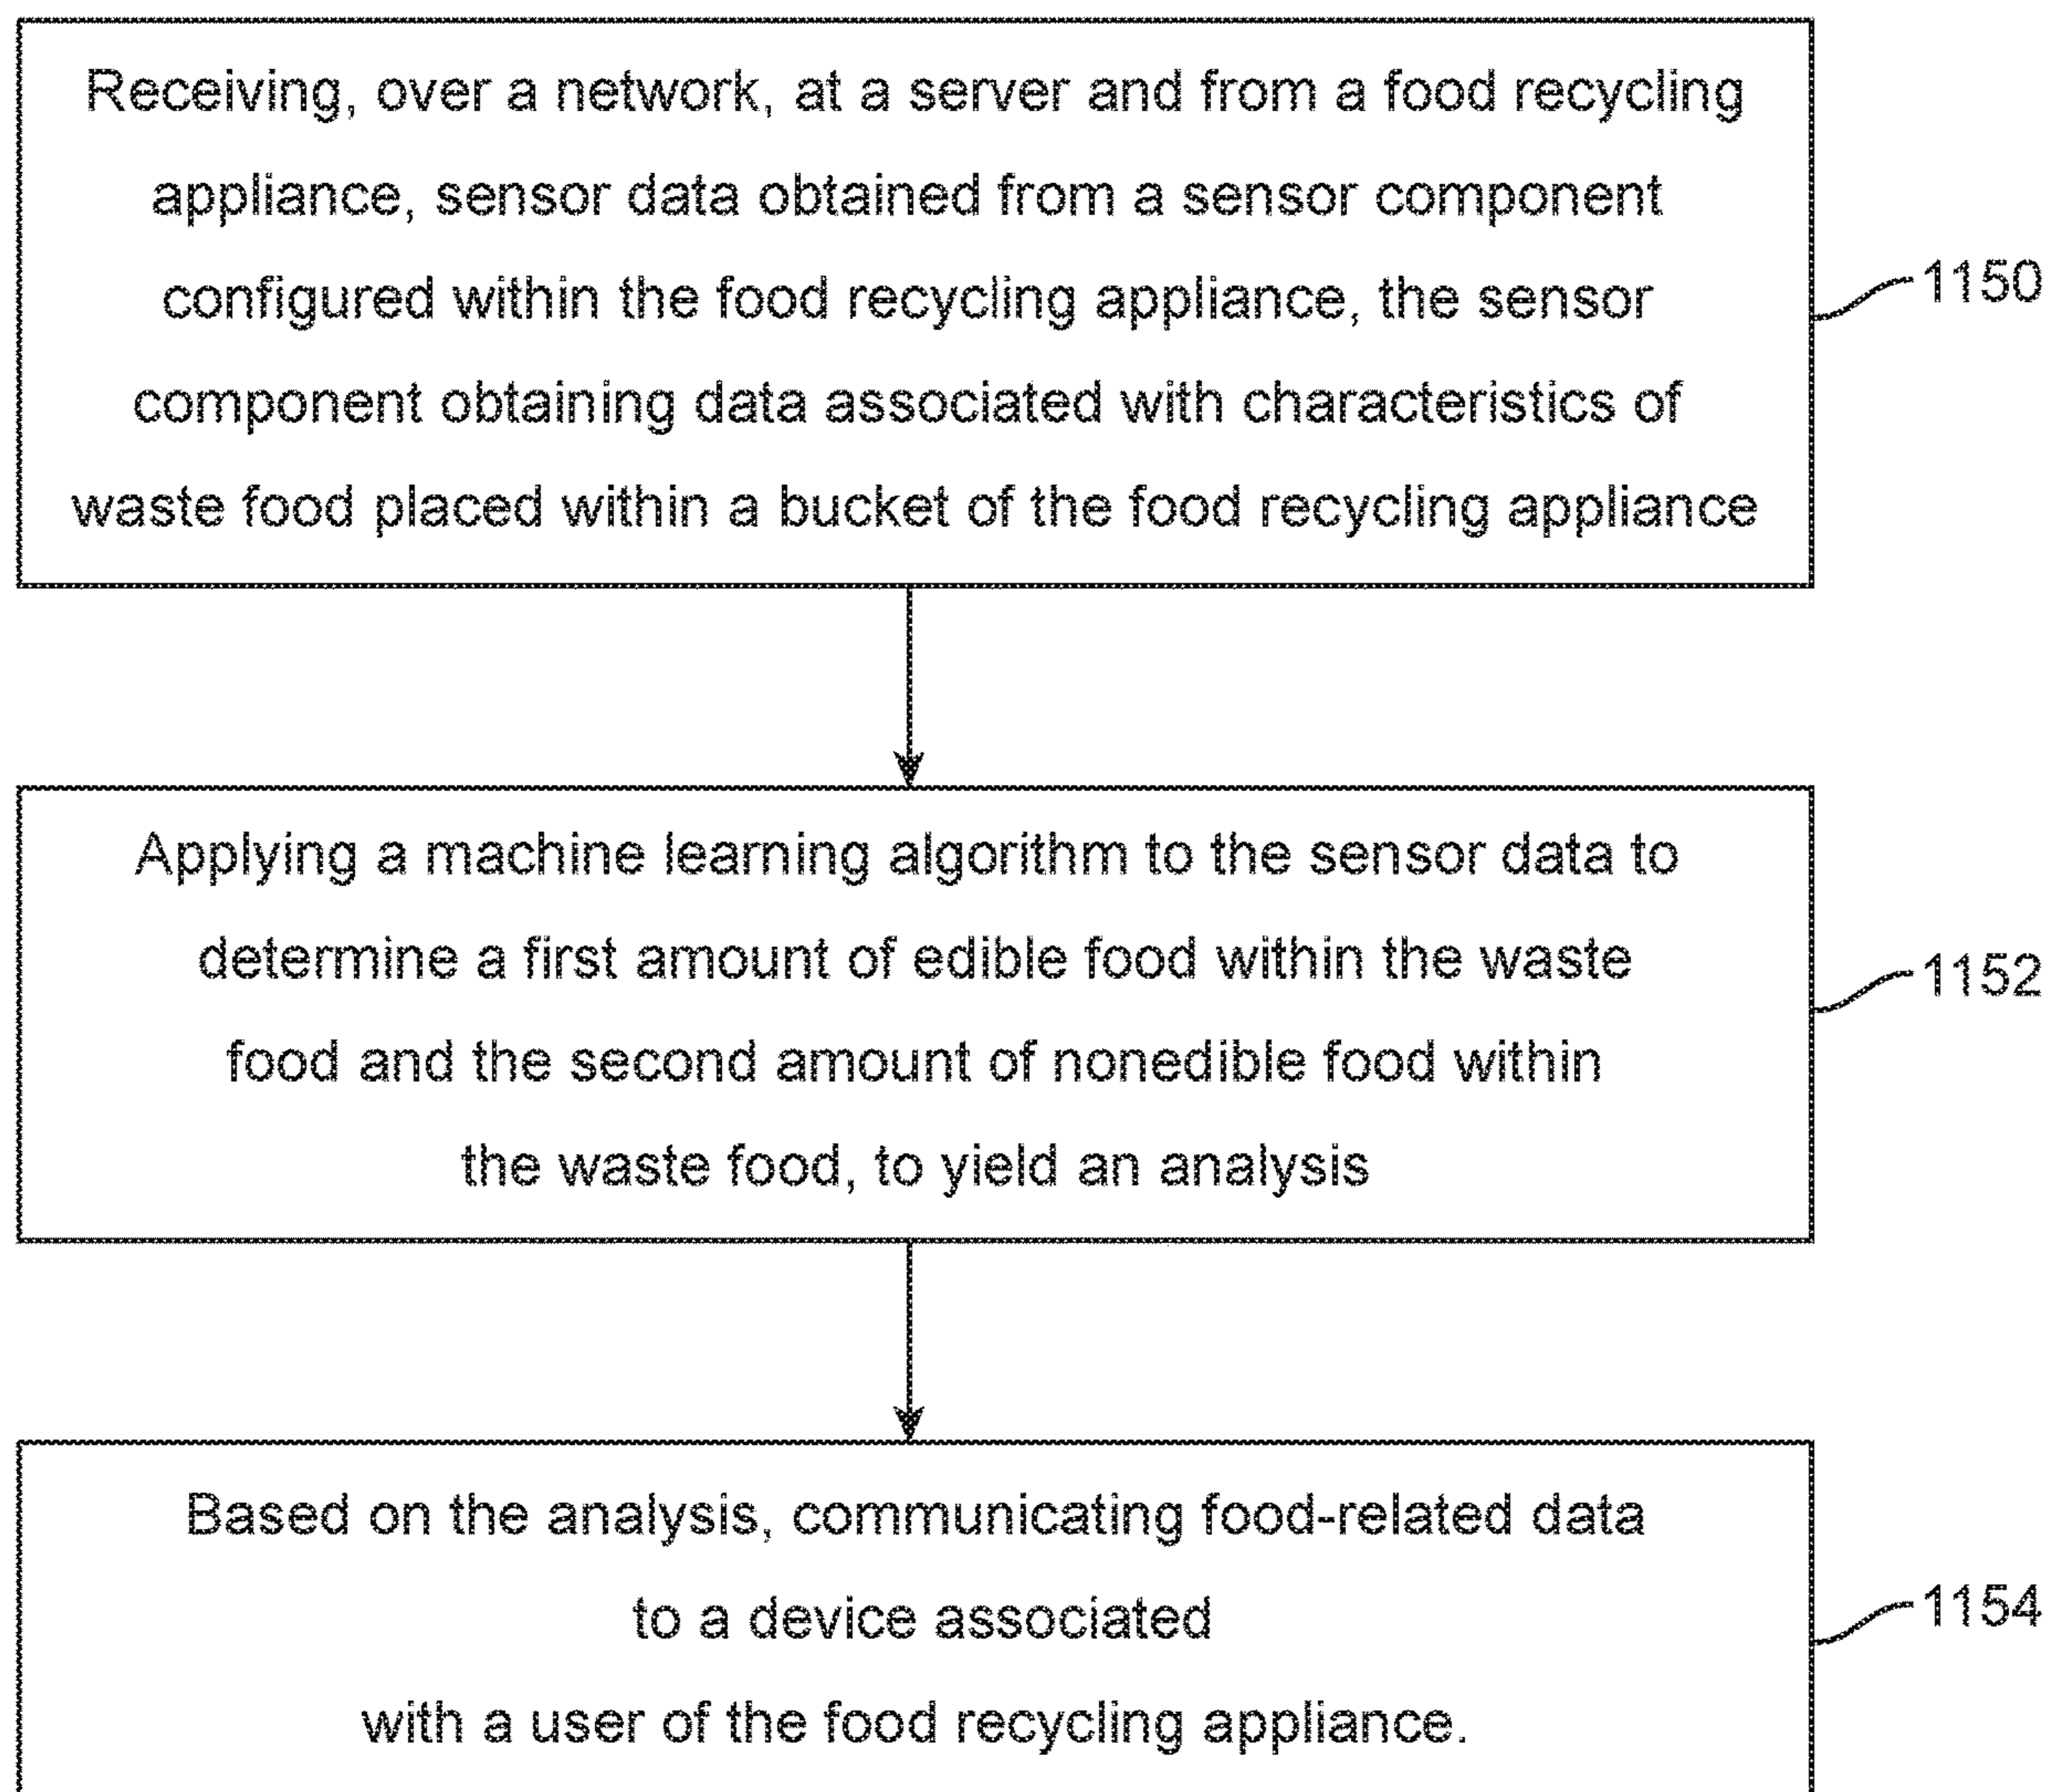 Receiving, over a network, at a server and from a food recycling
appliance, sensor data obtained from a sensor component
configured within the food recycling appliance, the sensor
component obtaining data associated with characteristics of
waste food placed within a bucket of the food recycling appliance
1150
Applying a machine learning algorithm to the sensor data to
determine a first amount of edible food within the waste
food and the second amount of nonedible food within
the waste food, to yield an analysis
1152
Based on the analysis, communicating food-related data
to a device associated
with a user of the food recycling appliance.
1154